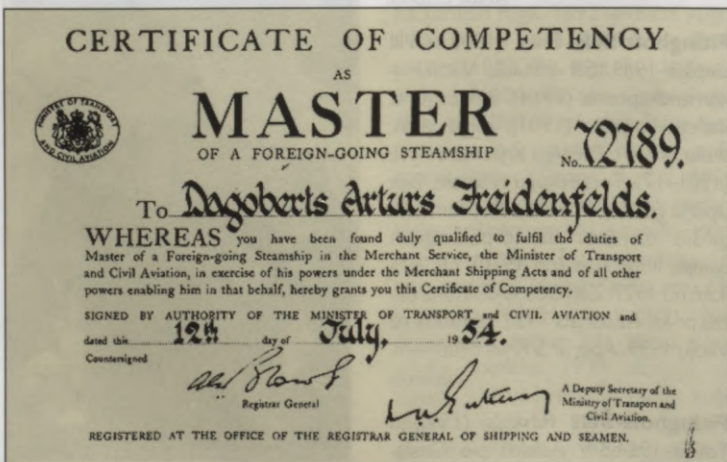 CERTIFICATE OF COMPETENCY
AS
MASTER
OF A FOREIGN-GOING STEAMSHIP
No. 72789.
MINISTRY OF TRANSPORT AND CIVIL AVIATION
To Dagoberts Arturs Freidenfelds.
WHEREAS you have been found duly qualified to fulfil the duties of
Master of a Foreign-going Steamship in the Merchant Service, the Minister of Transport
and Civil Aviation, in exercise of his powers under the Merchant Shipping Acts and of all other
powers enabling him in that behalf, hereby grants you this Certificate of Competency.
SIGNED BY AUTHORITY OF THE MINISTER OF TRANSPORT and CIVIL AVIATION and
dated this 12th day of July, 1954.
Countersigned
Registrar General
A Deputy Secretary of the
Ministry of Transport and
Civil Aviation.
REGISTERED AT THE OFFICE OF THE REGISTRAR GENERAL OF SHIPPING AND SEAMEN.